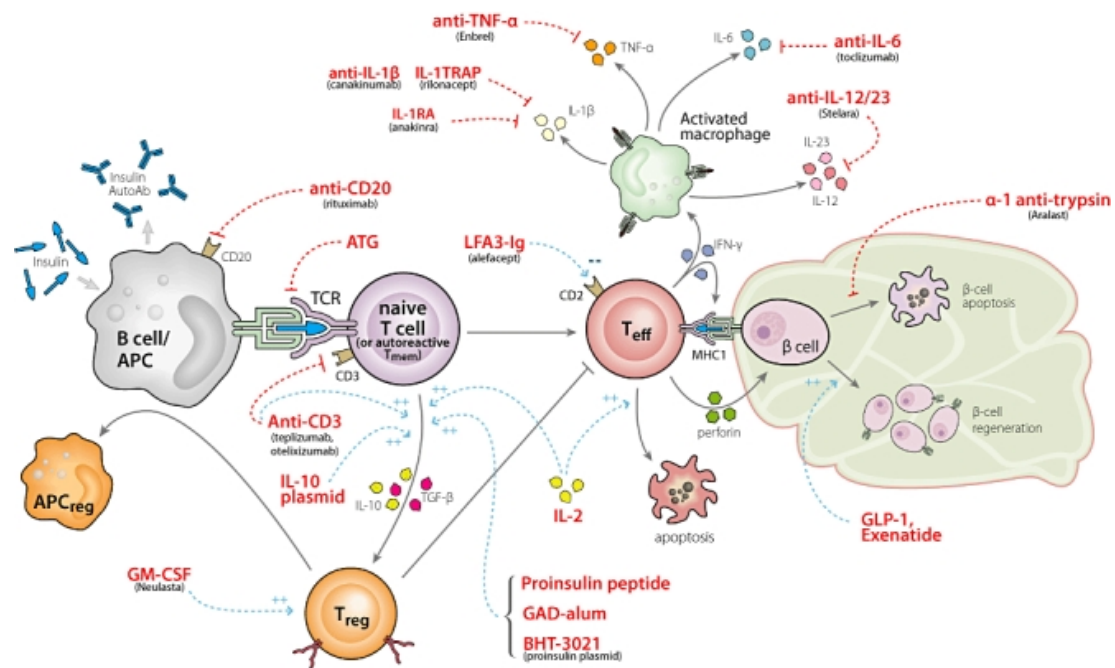 anti-TNF-α
(Enbrel)
TNF-α
IL-6
anti-IL-6
(toclizumab)
anti-IL-1β
(canakinumab)
IL-1TRAP
(rilonacept)
IL-1RA
(anakinra)
IL-1β
Activated
macrophage
anti-IL-12/23
(Stelara)
IL-23
IL-12
Insulin
AutoAb
Insulin
anti-CD20
(rituximab)
CD20
ATG
LFA3-Ig
(alefacept)
--
CD2
IFN-γ
α-1 anti-trypsin
(Aralast)
B cell/
APC
TCR
naive
T cell
(or autoreactive
Tmem)
CD3
Teff
MHC1
β cell
β-cell
apoptosis
++
β-cell
regeneration
perforin
Anti-CD3
(teplizumab,
otelixizumab)
++
++
++
++
++
IL-10
plasmid
IL-10
TGF-β
IL-2
apoptosis
GLP-1,
Exenatide
APCreg
GM-CSF
(Neulasta)
++
Treg
Proinsulin peptide
GAD-alum
BHT-3021
(proinsulin plasmid)